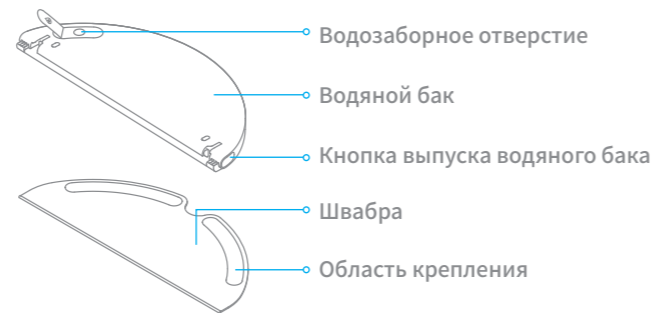 Водозаборное отверстие
Водяной бак
Кнопка выпуска водяного бака
Швабра
Область крепления